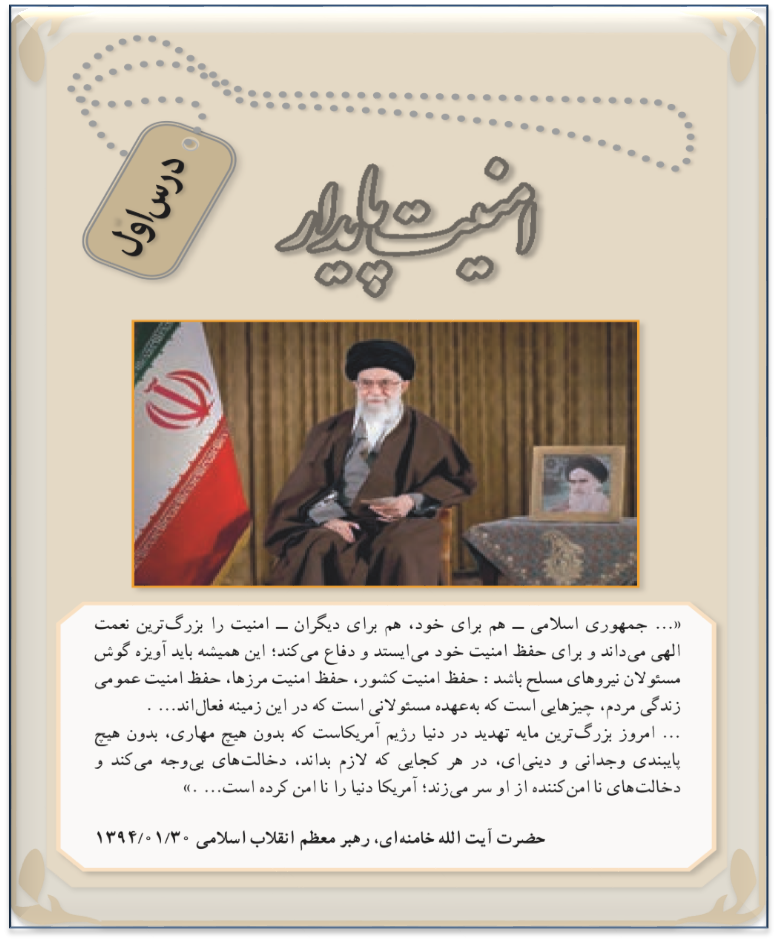 درس اول
امنیت پایدار
«... جمهوری اسلامی ــ هم برای خود، هم برای دیگران ــ امنیت را بزرگ‌ترین نعمت
الهی می‌داند و برای حفظ امنیت خود می‌ایستد و دفاع می‌کند؛ این همیشه باید آویزه گوش
مسئولان نیروهای مسلح باشد : حفظ امنیت کشور، حفظ امنیت مرزها، حفظ امنیت عمومی
زندگی مردم، چیزهایی است که به‌عهده مسئولانی است که در این زمینه فعال‌اند... .
... امروز بزرگ‌ترین مایه تهدید در دنیا رژیم آمریکاست که بدون هیچ مهاری، بدون هیچ
پایبندی وجدانی و دینی‌ای، در هر کجایی که لازم بداند، دخالت‌های بی‌وجه می‌کند و
دخالت‌های نا امن‌کننده از او سر می‌زند؛ آمریکا دنیا را نا امن کرده است... .»
حضرت آیت الله خامنه‌ای، رهبر معظم انقلاب اسلامی ۱۳۹۴/۰۱/۳۰